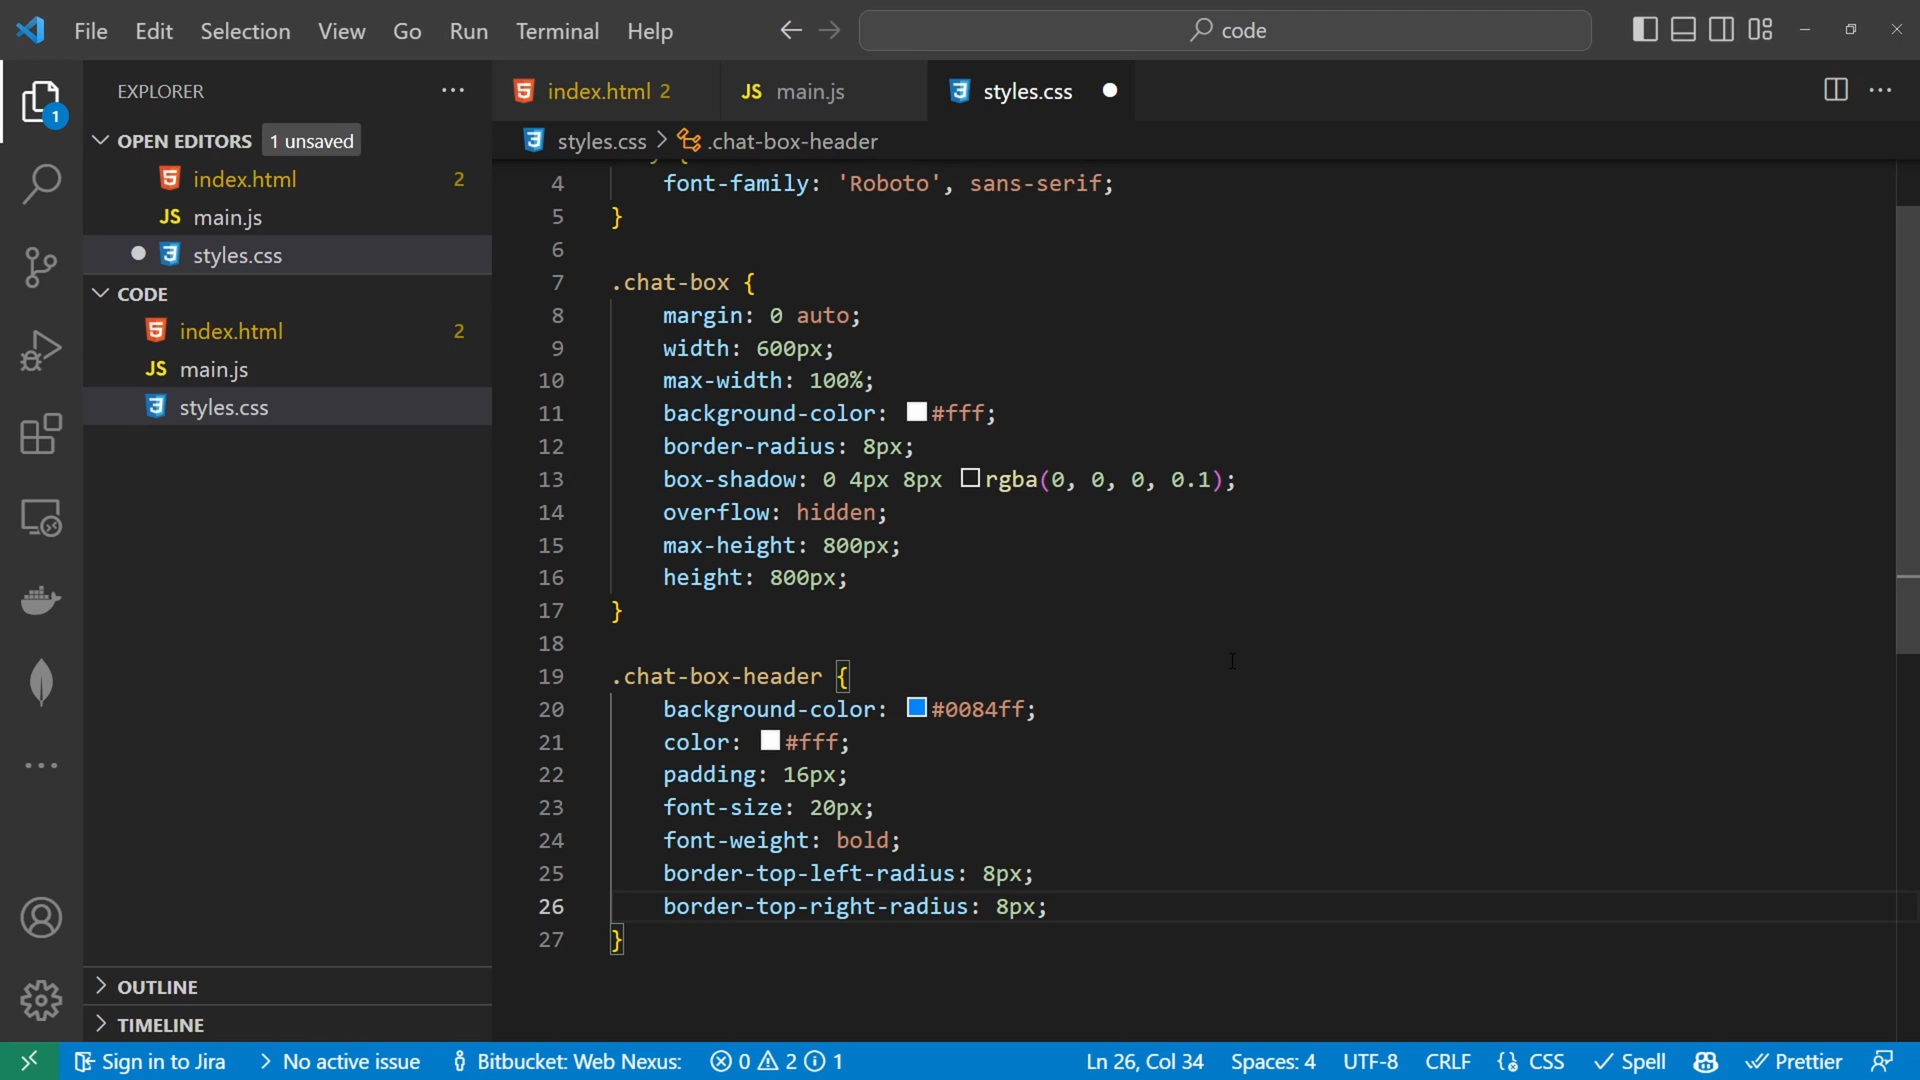 File Edit Selection View Go Run Terminal Help code
EXPLORER
OPEN EDITORS 1 unsaved
index.html 2
JS main.js
styles.css
CODE
index.html 2
JS main.js
styles.css
OUTLINE
TIMELINE
index.html 2 JS main.js styles.css
styles.css > .chat-box-header
4 font-family: 'Roboto', sans-serif;
5 }
6
7 .chat-box {
8 margin: 0 auto;
9 width: 600px;
10 max-width: 100%;
11 background-color: #fff;
12 border-radius: 8px;
13 box-shadow: 0 4px 8px rgba(0, 0, 0, 0.1);
14 overflow: hidden;
15 max-height: 800px;
16 height: 800px;
17 }
18
19 .chat-box-header {
20 background-color: #0084ff;
21 color: #fff;
22 padding: 16px;
23 font-size: 20px;
24 font-weight: bold;
25 border-top-left-radius: 8px;
26 border-top-right-radius: 8px;
27 }
1
Sign in to Jira No active issue Bitbucket: Web Nexus: 0 2 1 Ln 26, Col 34 Spaces: 4 UTF-8 CRLF {} CSS Spell Prettier